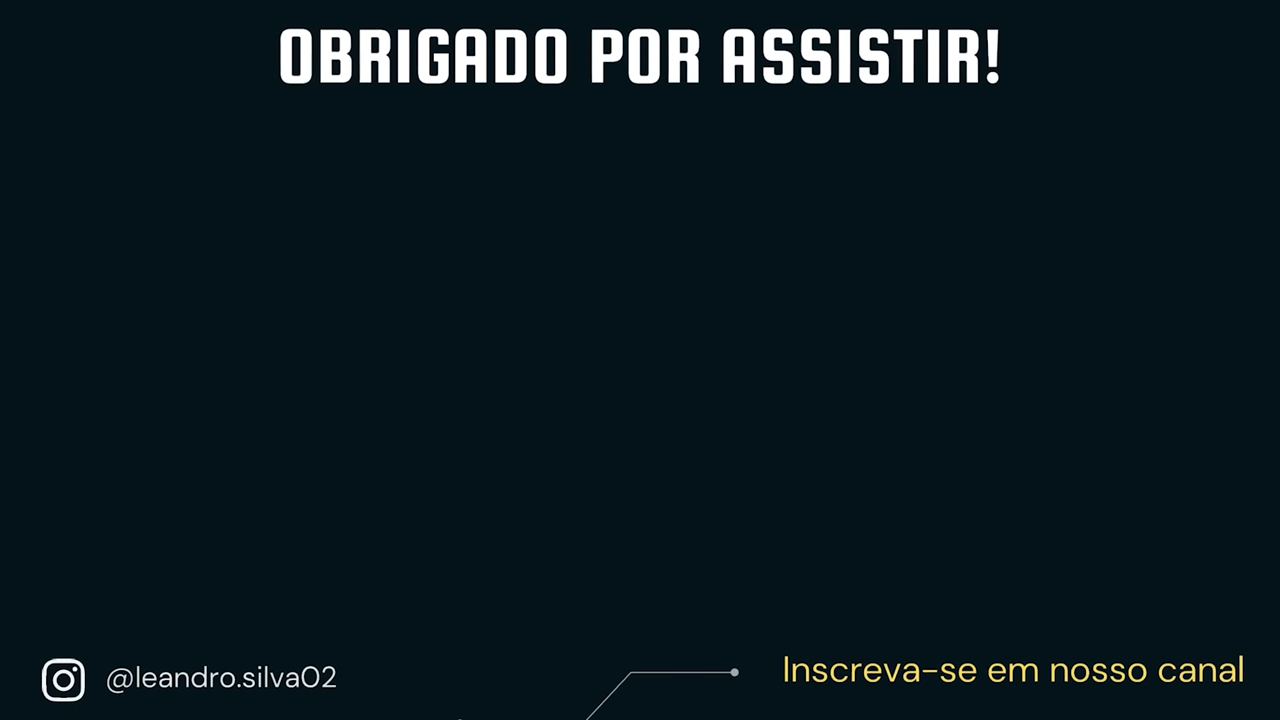 OBRIGADO POR ASSISTIR!
@leandro.silva02
Inscreva-se em nosso canal